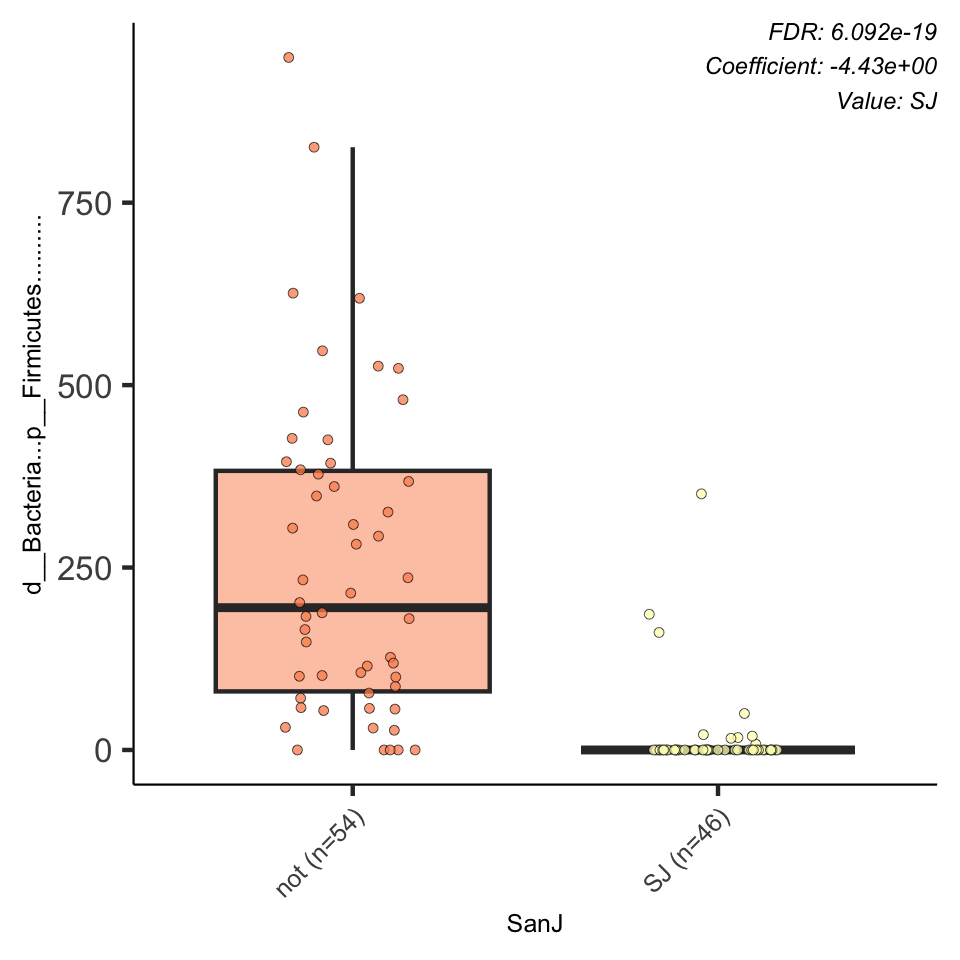 FDR: 6.092e-19
Coefficient: -4.43e+00
Value: SJ
d__Bacteria...p__Firmicutes..........
750
500
250
0
not (n=54)
SJ (n=46)
SanJ